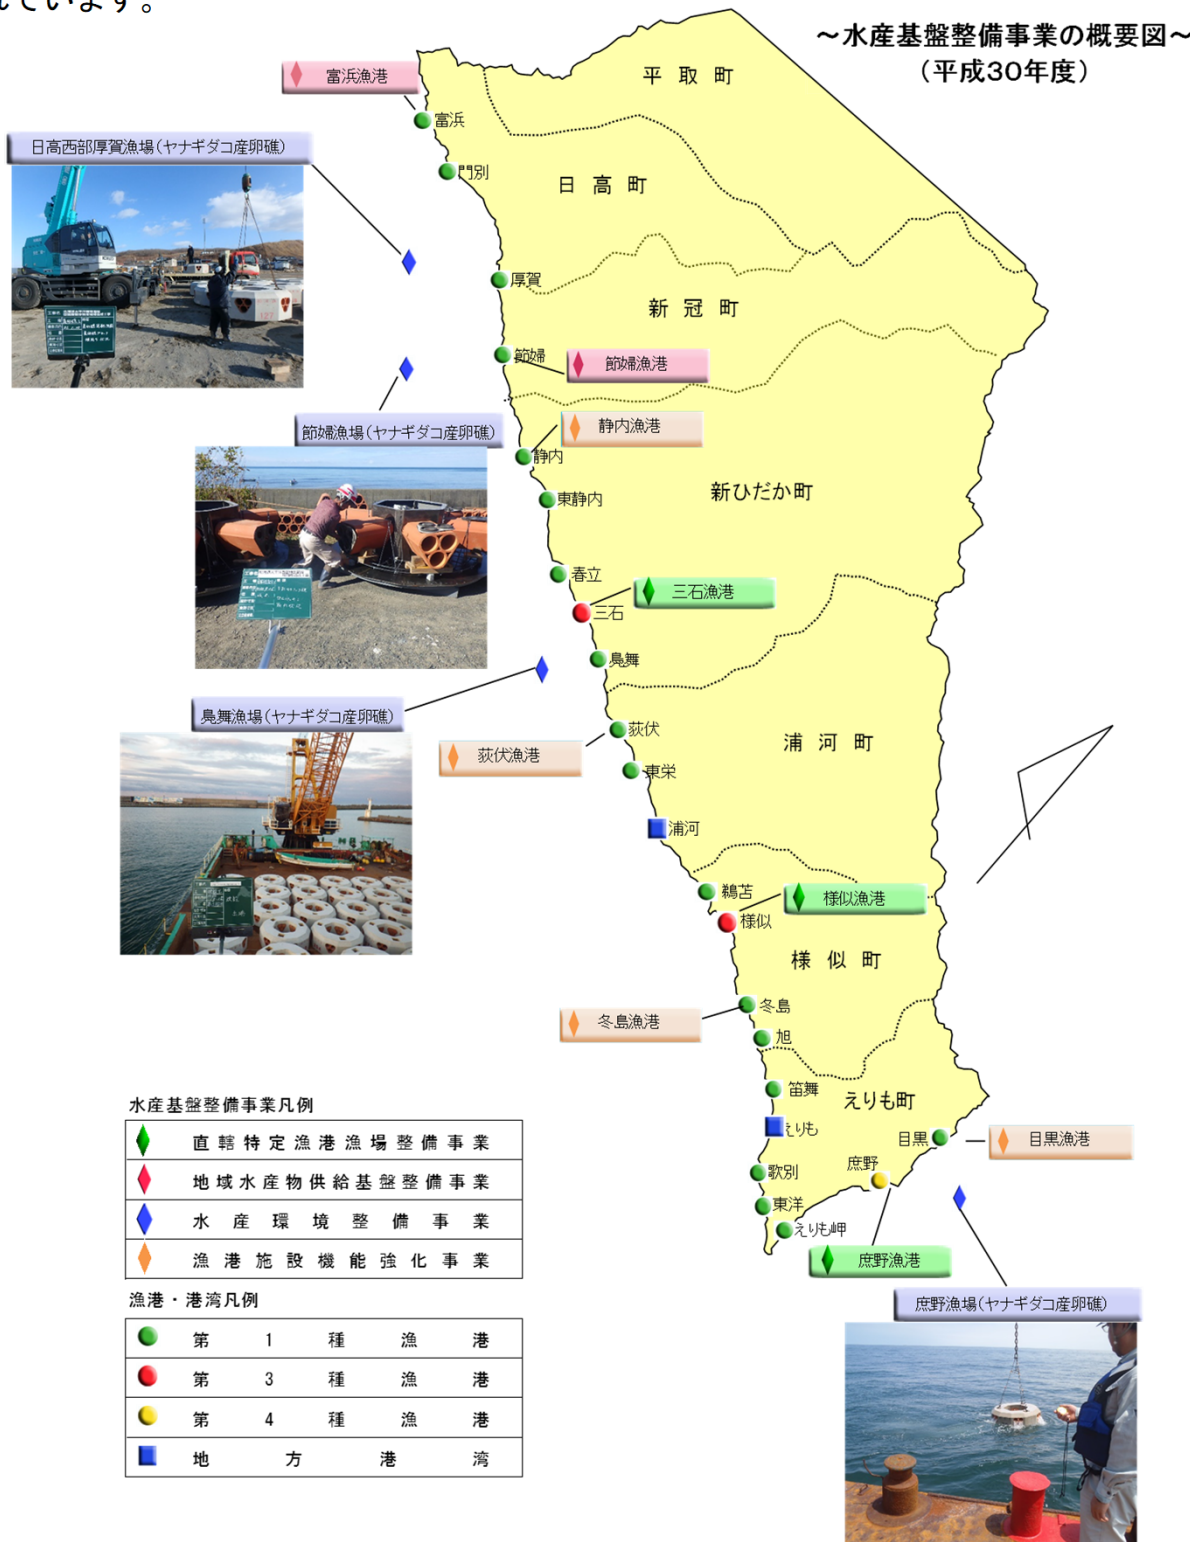 れています。
～水産基盤整備事業の概要図～
（平成30年度）
平取町
富浜漁港
富浜
日高西部厚賀漁場(ヤナギダコ産卵礁)
門別
日高町
厚賀
新冠町
節婦
節婦漁港
静内漁港
節婦漁場(ヤナギダコ産卵礁)
静内
新ひだか町
東静内
春立
三石漁港
三石
鳧舞
鳧舞漁場(ヤナギダコ産卵礁)
荻伏
浦河町
荻伏漁港
東栄
浦河
鵜苫
様似漁港
様似
様似町
冬島
冬島漁港
旭
笛舞
えりも町
えりも
目黒
目黒漁港
庶野
歌別
東洋
えりも岬
庶野漁港
庶野漁場(ヤナギダコ産卵礁)
水産基盤整備事業凡例
直轄特定漁港漁場整備事業
地域水産物供給基盤整備事業
水産環境整備事業
漁港施設機能強化事業
漁港・港湾凡例
第1種漁港
第3種漁港
第4種漁港
地方港湾